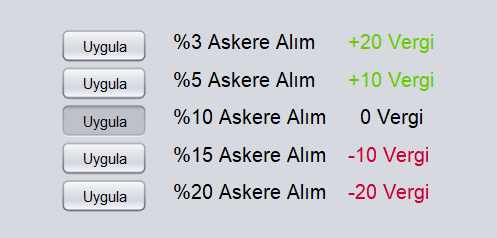 Uygula %3 Askere Alım +20 Vergi
Uygula %5 Askere Alım +10 Vergi
Uygula %10 Askere Alım 0 Vergi
Uygula %15 Askere Alım -10 Vergi
Uygula %20 Askere Alım -20 Vergi